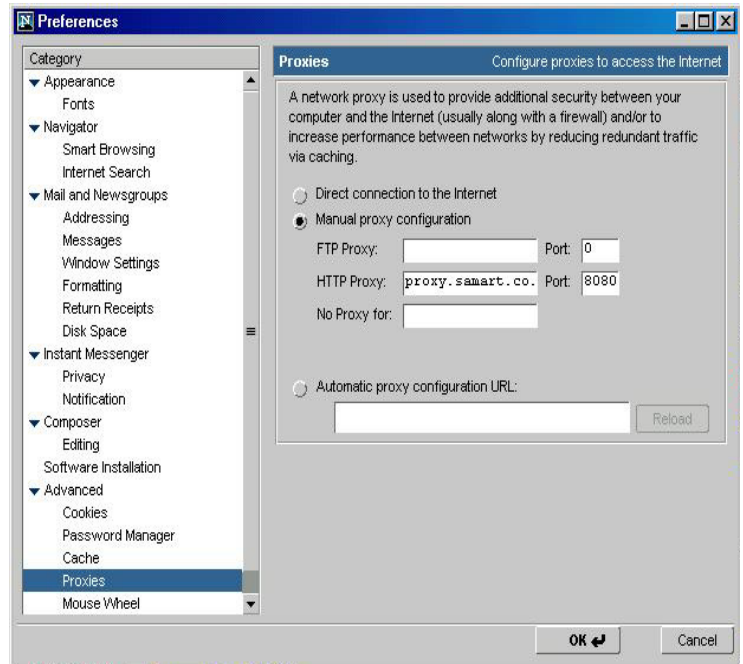 Preferences
Category
Appearance
Fonts
Navigator
Smart Browsing
Internet Search
Mail and Newsgroups
Addressing
Messages
Window Settings
Formatting
Return Receipts
Disk Space
Instant Messenger
Privacy
Notification
Composer
Editing
Software Installation
Advanced
Cookies
Password Manager
Cache
Proxies
Mouse Wheel
Proxies Configure proxies to access the Internet
A network proxy is used to provide additional security between your
computer and the Internet (usually along with a firewall) and/or to
increase performance between networks by reducing redundant traffic
via caching.
Direct connection to the Internet
Manual proxy configuration
FTP Proxy: Port: 0
HTTP Proxy: proxy.samart.co. Port: 8080
No Proxy for:
Automatic proxy configuration URL:
Reload
OK Cancel